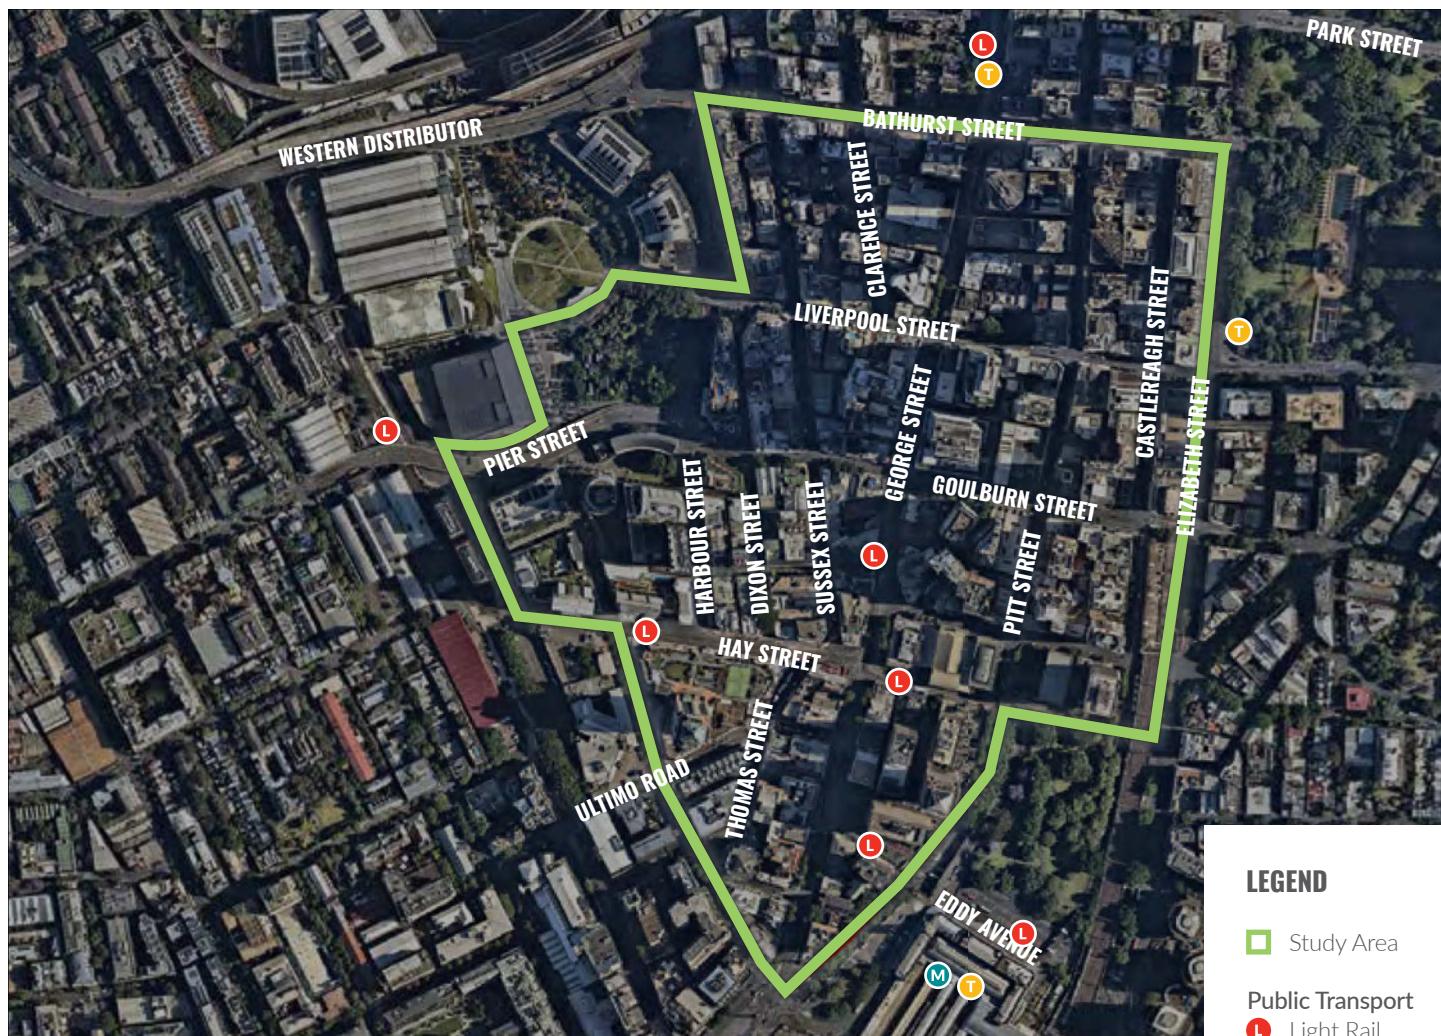 PARK STREET
L
T
BATHURST STREET
WESTERN DISTRIBUTOR
CLARENCE STREET
LIVERPOOL STREET
CASTLEREAGH STREET
T
GEORGE STREET
ELIZABETH STREET
L
PIER STREET
GOULBURN STREET
HARBOUR STREET
DIXON STREET
SUSSEX STREET
L
PITT STREET
L
HAY STREET
L
THOMAS STREET
ULTIMO ROAD
L
EDDY AVENUE
L
M
T
LEGEND
Study Area
Public Transport
L Light Rail